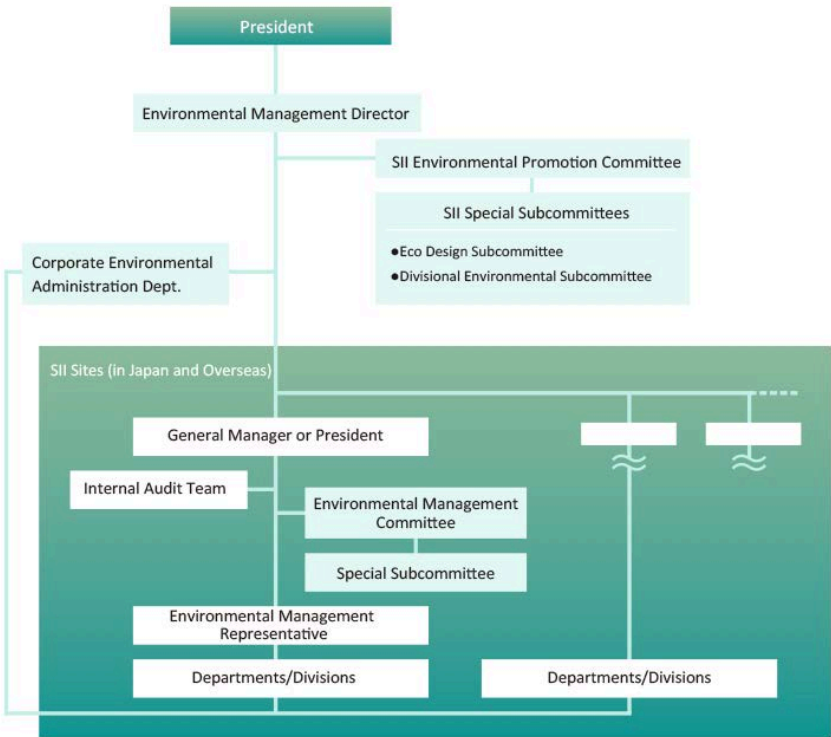 President
Environmental Management Director
SII Environmental Promotion Committee
SII Special Subcommittees
●Eco Design Subcommittee
●Divisional Environmental Subcommittee
Corporate Environmental
Administration Dept.
SII Sites (in Japan and Overseas)
General Manager or President
Internal Audit Team
Environmental Management
Committee
Special Subcommittee
Environmental Management
Representative
Departments/Divisions
Departments/Divisions